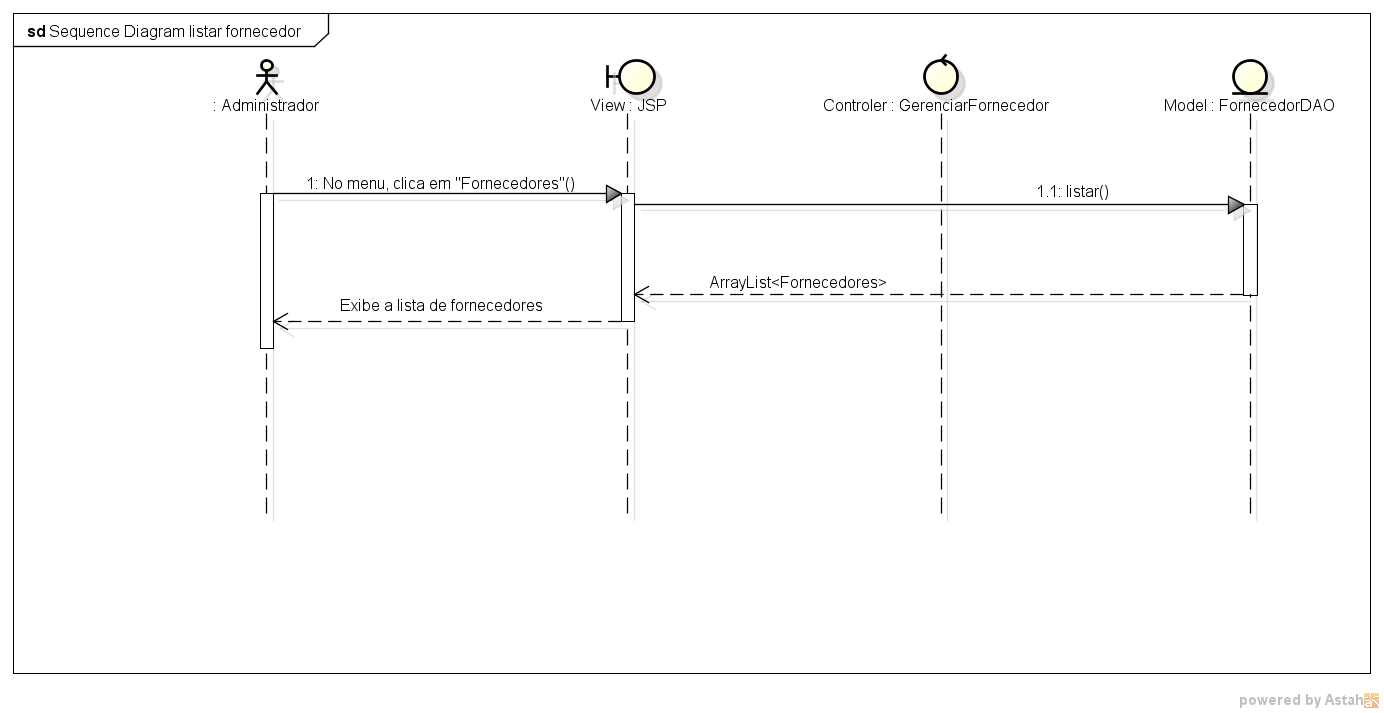 sd Sequence Diagram listar fornecedor
: Administrador
View : JSP
Controler : GerenciarFornecedor
Model : FornecedorDAO
1: No menu, clica em "Fornecedores"()
1.1: listar()
ArrayList<Fornecedores>
Exibe a lista de fornecedores
powered by Astah